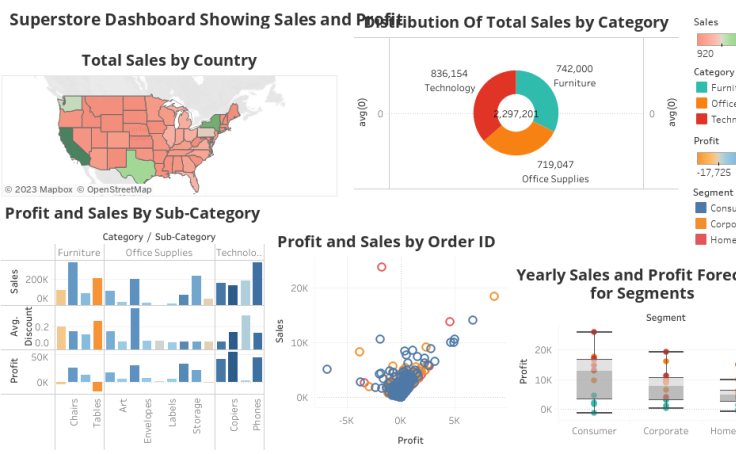 Superstore Dashboard Showing Sales and Profit
Distribution Of Total Sales by Category
Sales
920
Total Sales by Country
© 2023 Mapbox © OpenStreetMap
avg(0)
0
836,154
Technology
742,000
Furniture
2,297,201
719,047
Office Supplies
0
avg(0)
Category
Furnit
Office
Techn
Profit
-17,725
Segment
Consu
Corpo
Home
Profit and Sales By Sub-Category
Category / Sub-Category
Furniture
Office Supplies
Technolo..
Sales
200K
0K
Avg.
Discount
0.2
0.0
Profit
50K
0K
Chairs
Tables
Art
Envelopes
Labels
Storage
Copiers
Phones
Profit and Sales by Order ID
Sales
20K
10K
0K
-5K
0K
5K
Profit
Yearly Sales and Profit Forec
for Segments
Segment
Profit
20K
10K
0K
Consumer
Corporate
Home